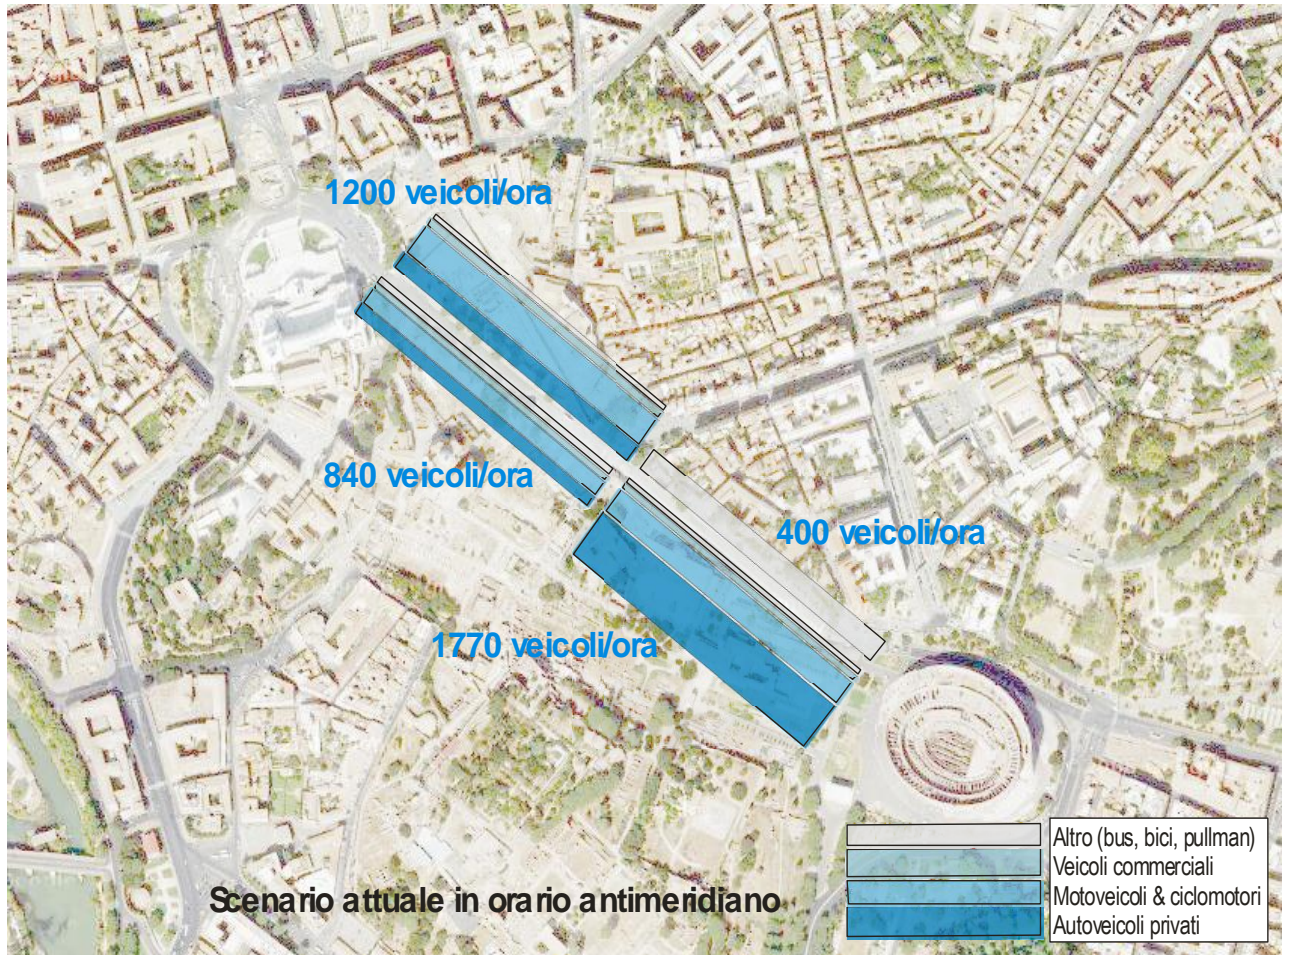 1200 veicoli/ora
840 veicoli/ora
400 veicoli/ora
1770 veicoli/ora
Scenario attuale in orario antimeridiano
Altro (bus, bici, pullman)
Veicoli commerciali
Motoveicoli & ciclomotori
Autoveicoli privati